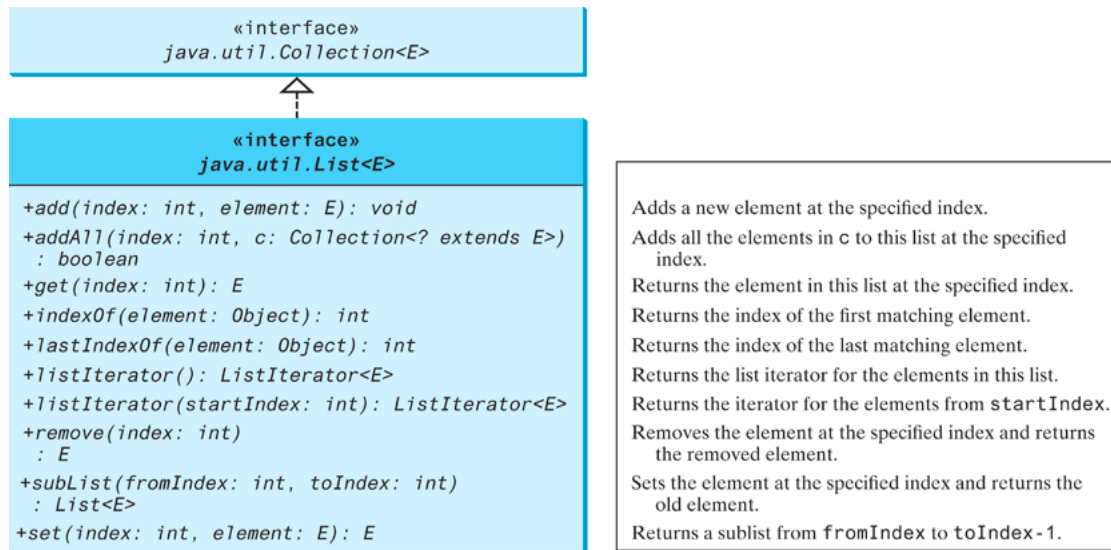 «interface»
java.util.Collection<E>
«interface»
java.util.List<E>
+add(index: int, element: E): void
+addAll(index: int, c: Collection<? extends E>)
: boolean
+get(index: int): E
+indexOf(element: Object): int
+lastIndexOf(element: Object): int
+listIterator(): ListIterator<E>
+listIterator(startIndex: int): ListIterator<E>
+remove(index: int)
: E
+subList(fromIndex: int, toIndex: int)
: List<E>
+set(index: int, element: E): E
Adds a new element at the specified index.
Adds all the elements in c to this list at the specified
index.
Returns the element in this list at the specified index.
Returns the index of the first matching element.
Returns the index of the last matching element.
Returns the list iterator for the elements in this list.
Returns the iterator for the elements from startIndex.
Removes the element at the specified index and returns
the removed element.
Sets the element at the specified index and returns the
old element.
Returns a sublist from fromIndex to toIndex-1.